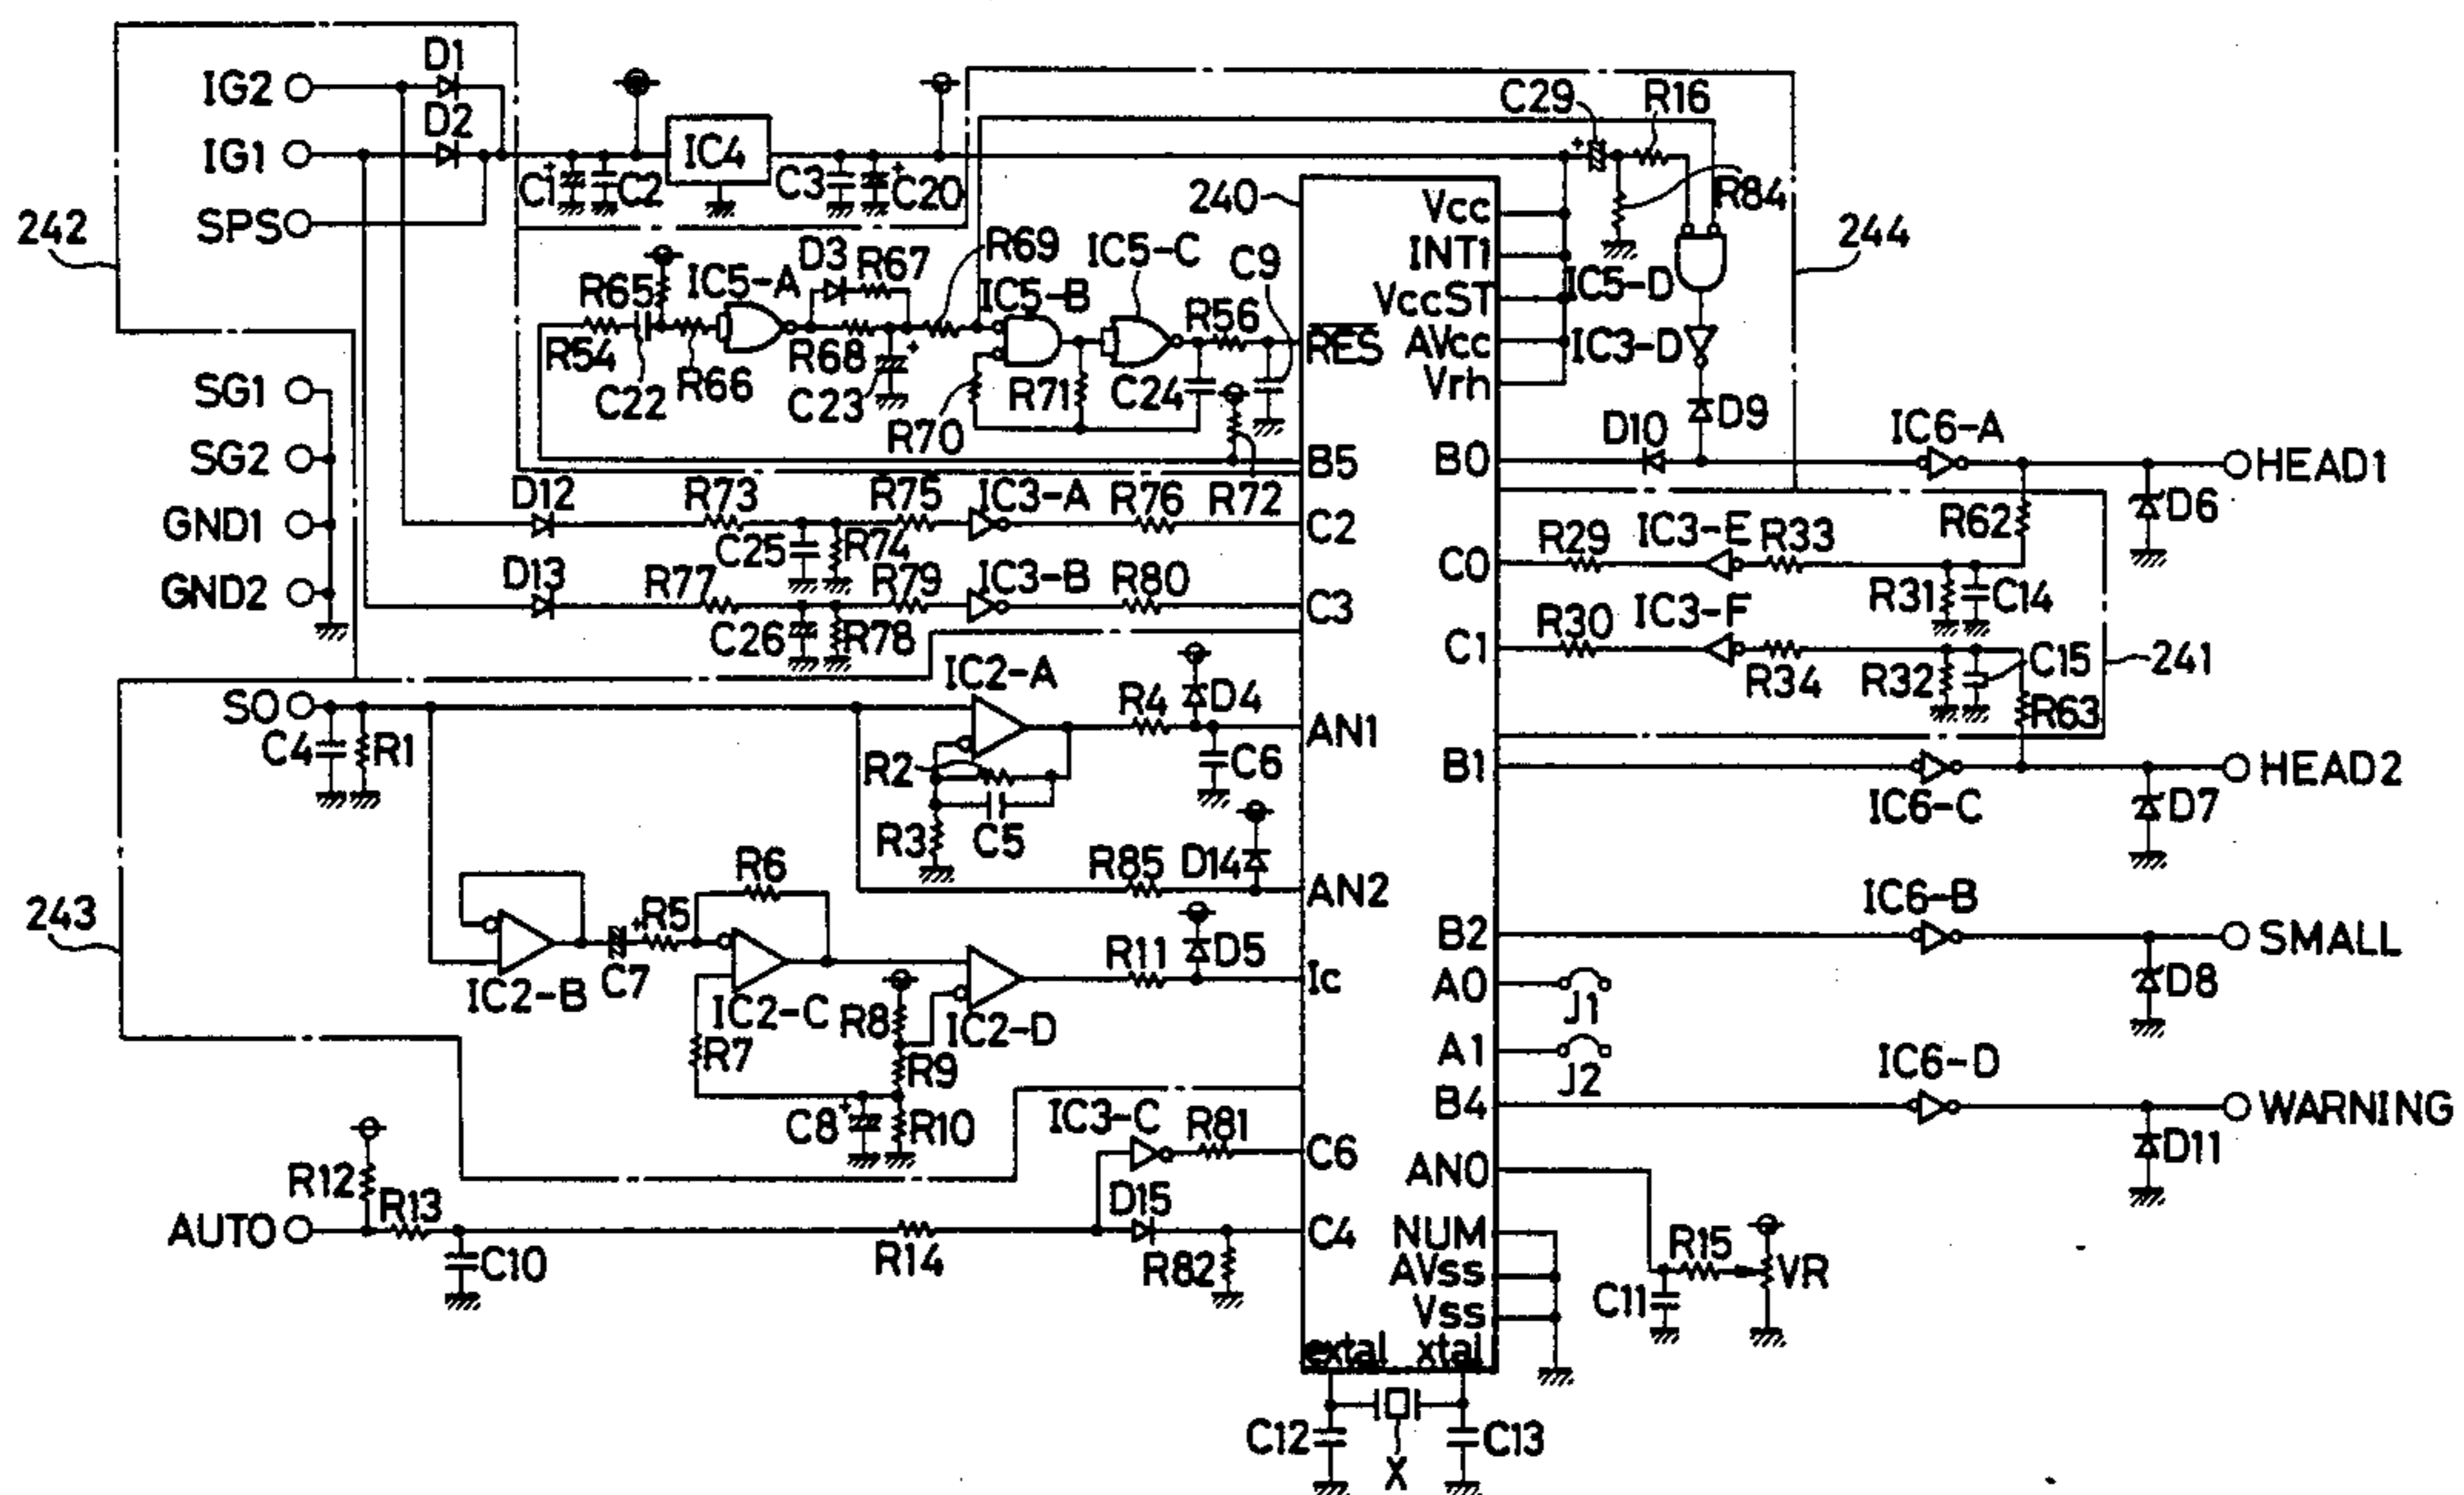 D1
IG2
C29
R16
D2
IG1
IC4
C1
C2
C3
C20
240
Vcc
R84
SPS
242
R69
IC5-C
C9
244
D3
R67
INT1
IC5-A
R65
IC5-B
IC5-D
VccST
R56
R54
R68
RES
AVcc
IC3-D
C22
R66
C23
R71
C24
Vrh
SG1
R70
D9
D10
IC6-A
SG2
B5
B0
HEAD1
D12
R73
R75
IC3-A
R76
R72
D6
GND1
C2
R62
C25
R74
R29
IC3-E
R33
D13
R77
R79
IC3-B
R80
C0
GND2
R31
C14
C3
R30
IC3-F
C26
R78
C1
C15
241
IC2-A
R34
R32
SO
R4
D4
R63
C4
R1
AN1
R2
C6
B1
HEAD2
IC6-C
D7
R3
C5
R6
R85
D14
AN2
IC6-B
243
R5
B2
SMALL
R11
D5
Ic
IC2-B
C7
A0
D8
IC2-C
R8
IC2-D
J1
R7
R9
A1
IC6-D
J2
C8
R10
IC3-C
R81
B4
WARNING
C6
R12
AN0
D11
R13
D15
AUTO
C4
NUM
R14
R82
R15
VR
C10
AVss
C11
Vss
extal
xtal
C12
C13
X